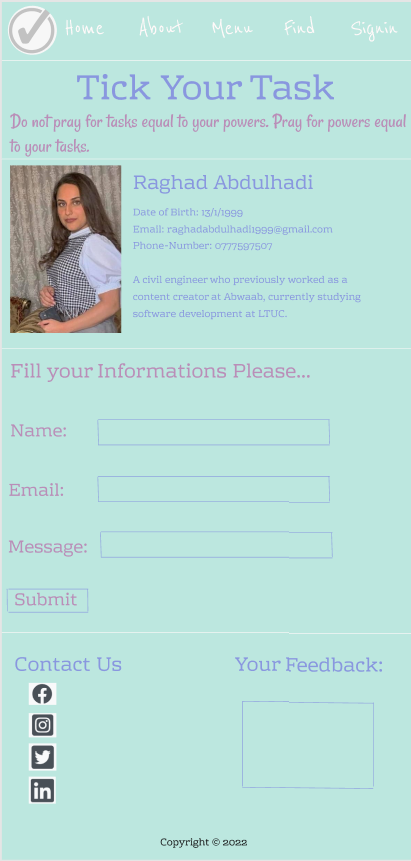 Home About Menu Find Signin
Tick Your Task
Do not pray for tasks equal to your powers. Pray for powers equal
to your tasks.
Raghad Abdulhadi
Date of Birth: 13/1/1999
Email: raghadabdulhadi1999@gmail.com
Phone-Number: 0777597507
A civil engineer who previously worked as a
content creator at Abwaab, currently studying
software development at LTUC.
Fill your Informations Please...
Name:
Email:
Message:
Submit
Contact Us
Your Feedback:
Copyright © 2022